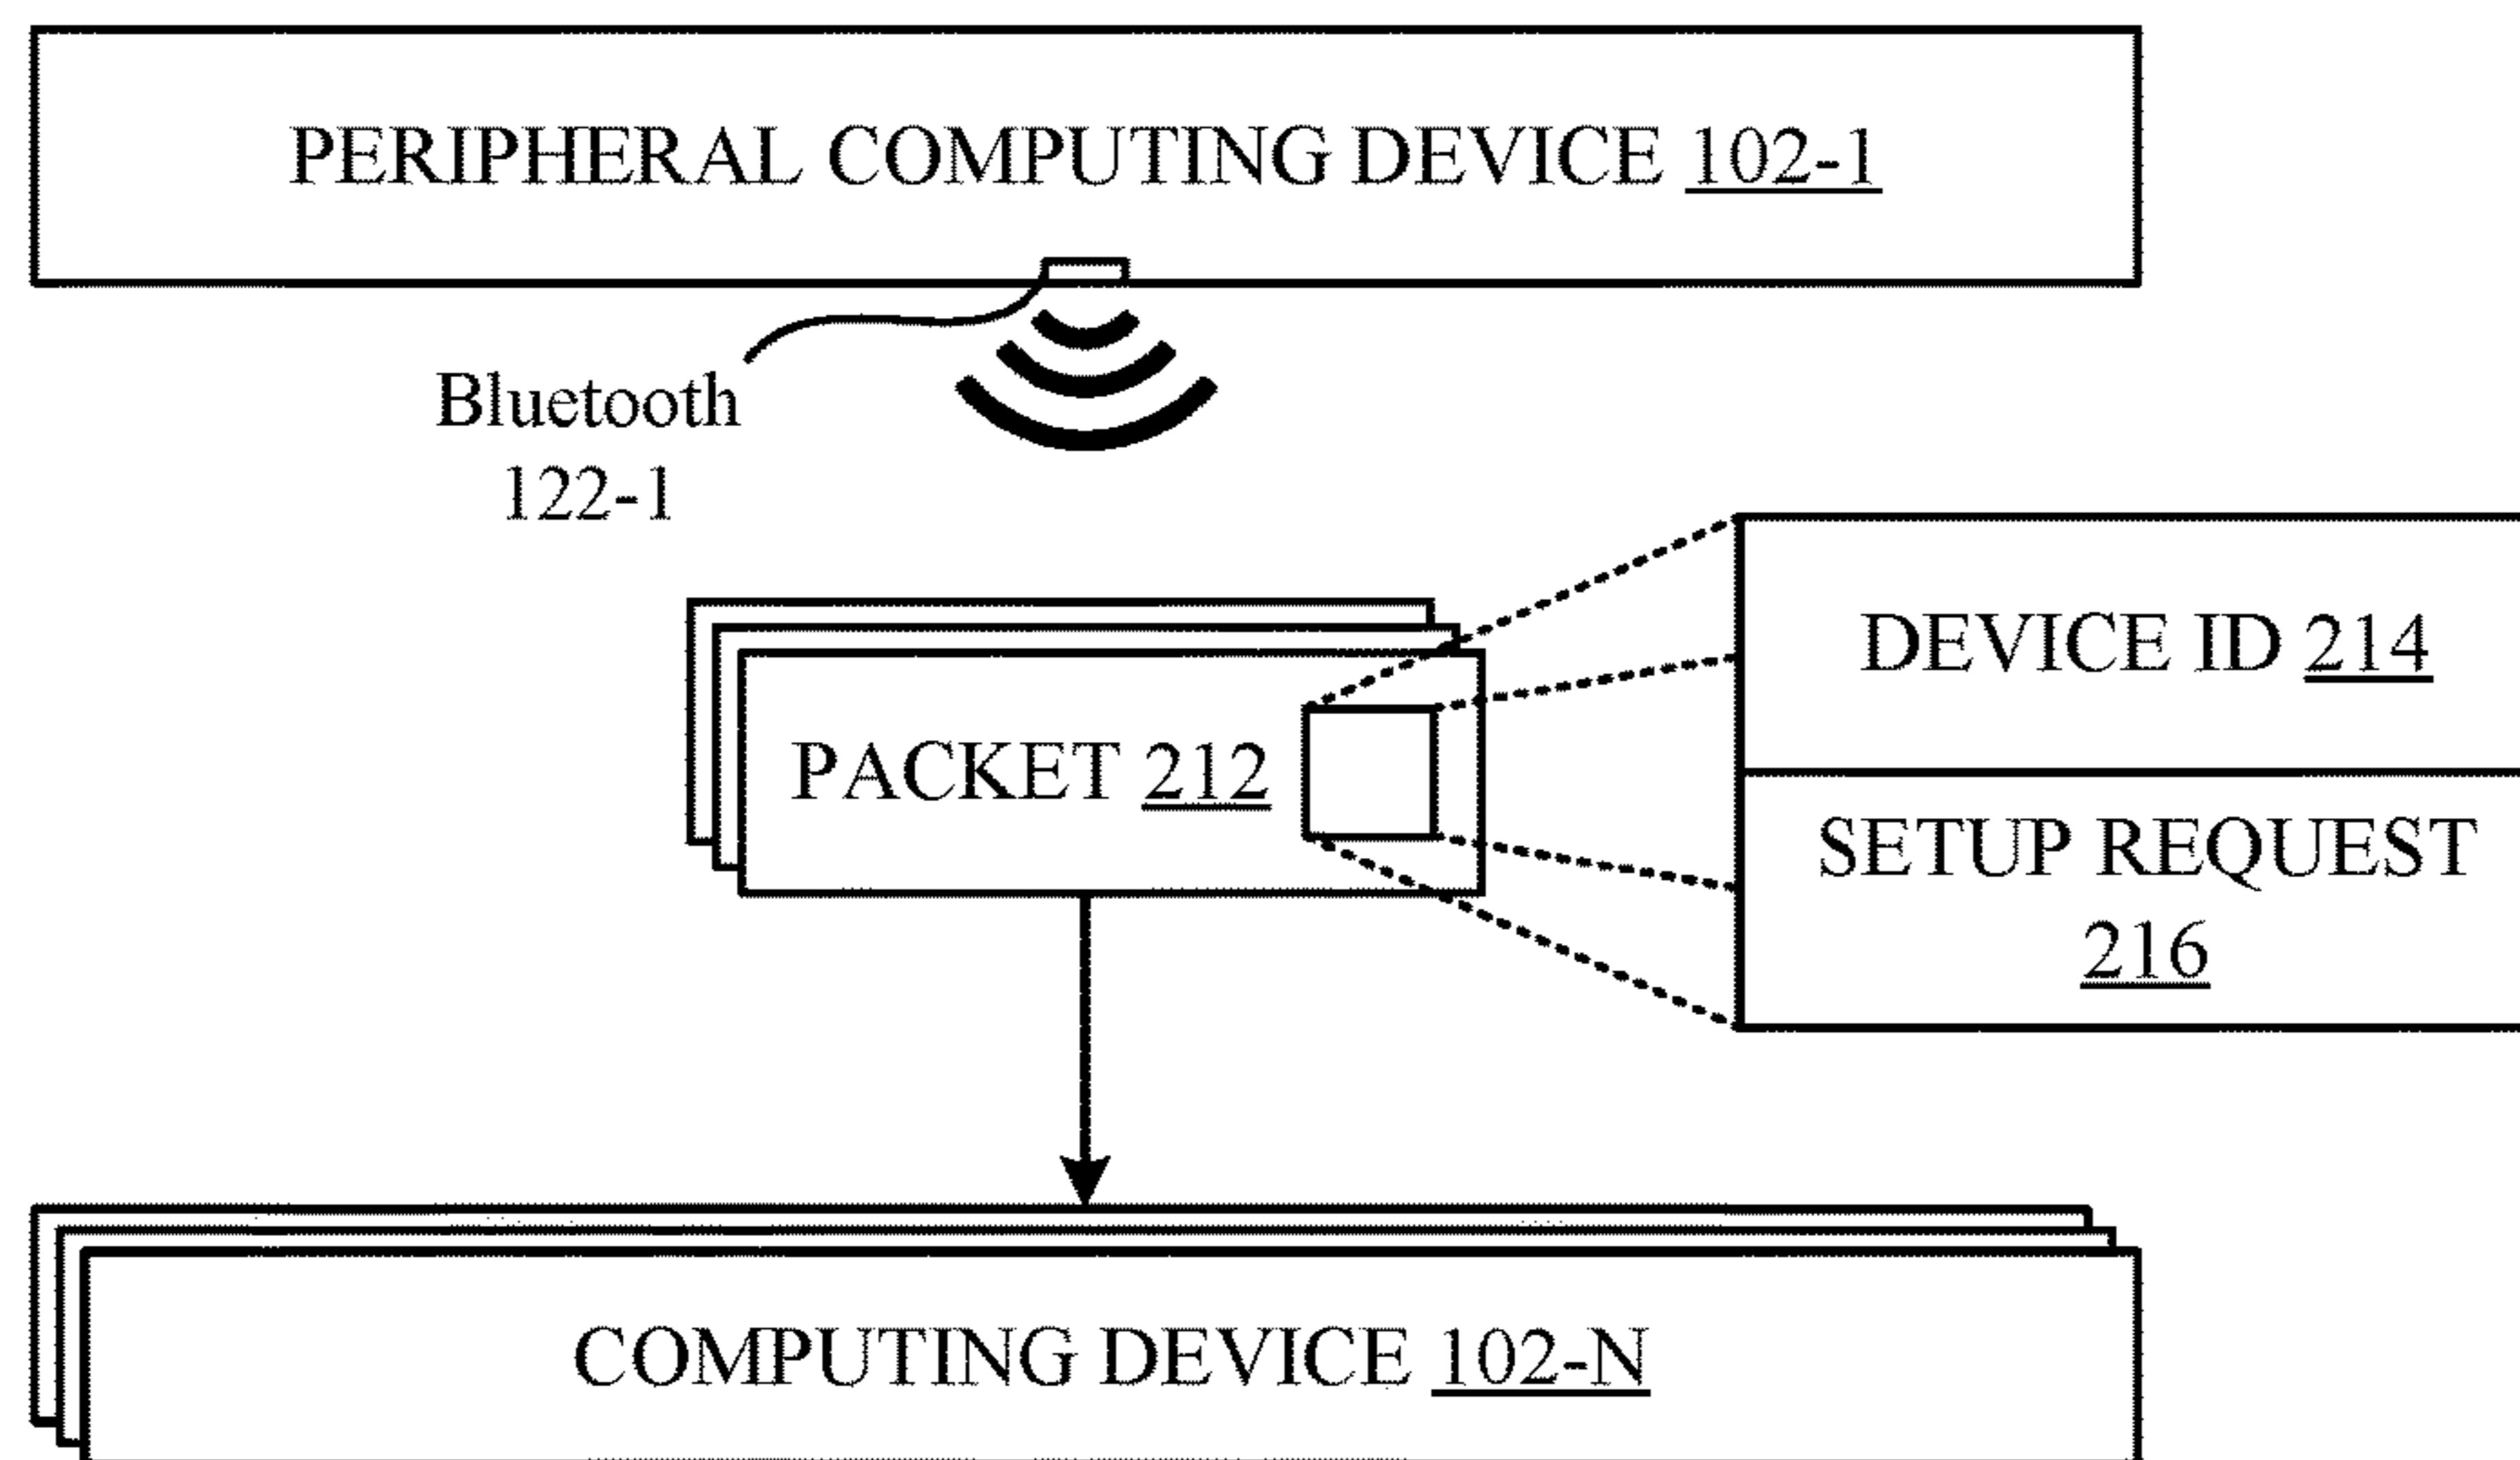 PERIPHERAL COMPUTING DEVICE 102-1
Bluetooth
122-1
DEVICE ID 214
PACKET 212
SETUP REQUEST
216
COMPUTING DEVICE 102-N